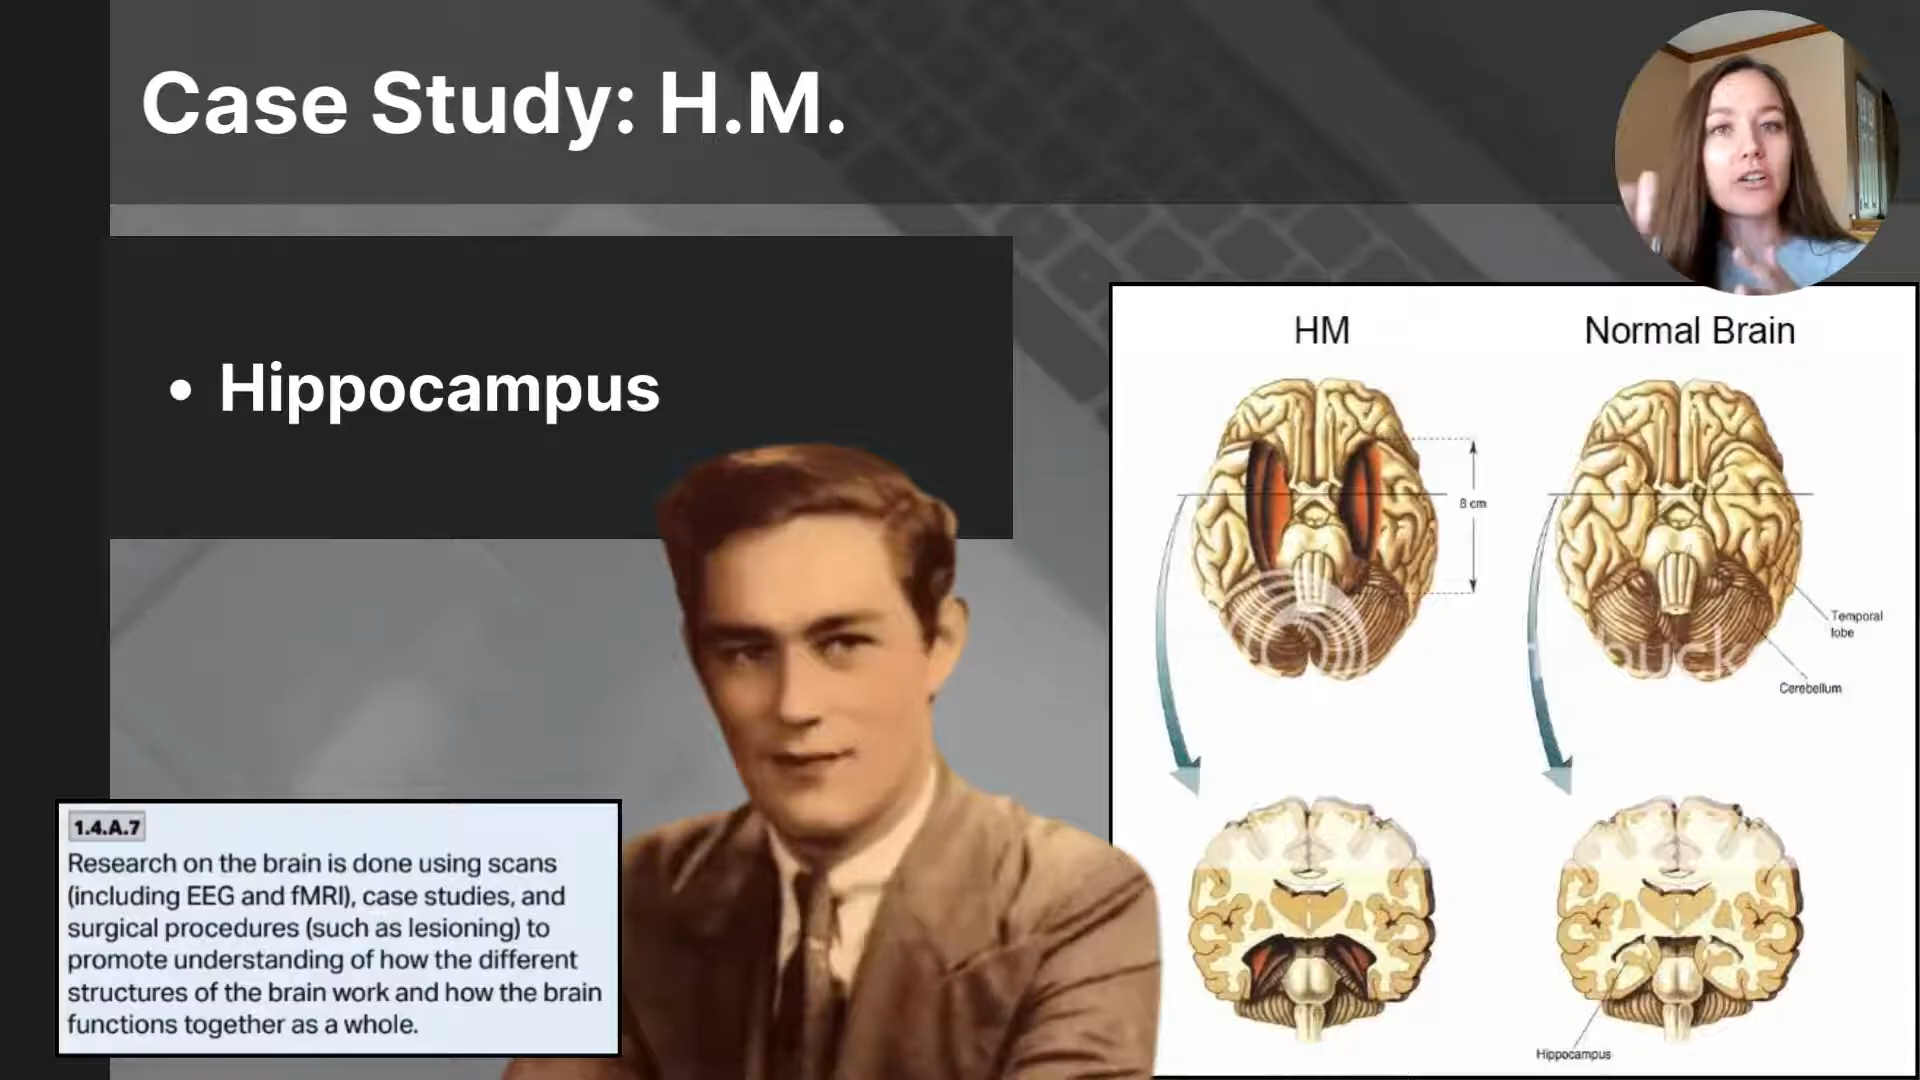 Case Study: H.M.
• Hippocampus
HM
Normal Brain
8 cm
Temporal
lobe
Cerebellum
Hippocampus
1.4.A.7
Research on the brain is done using scans
(including EEG and fMRI), case studies, and
surgical procedures (such as lesioning) to
promote understanding of how the different
structures of the brain work and how the brain
functions together as a whole.